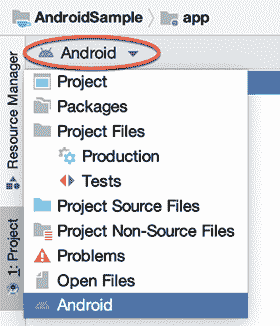 AndroidSample app
Android
Project
Packages
Project Files
Production
Tests
Project Source Files
Project Non-Source Files
Problems
Open Files
Android
Resource Manager
1: Project